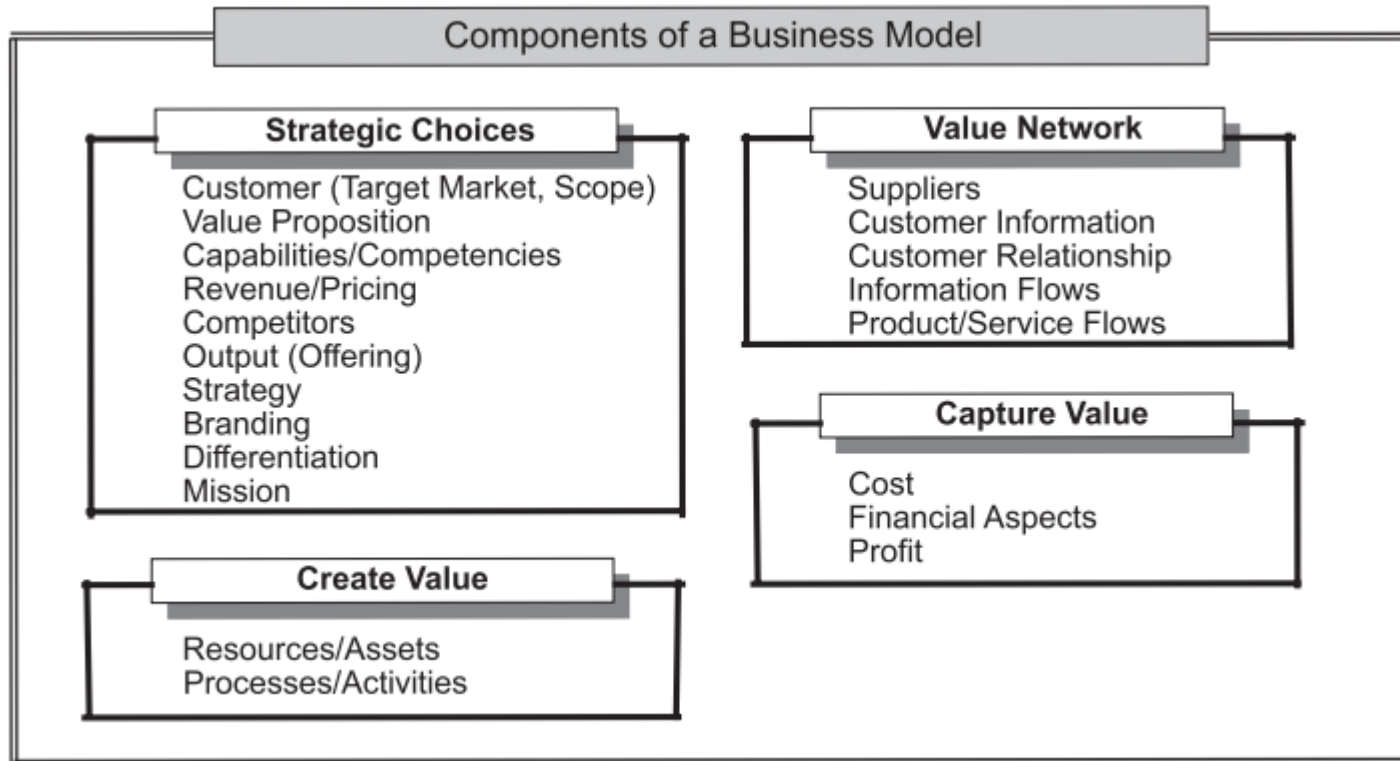 Components of a Business Model
Strategic Choices
Customer (Target Market, Scope)
Value Proposition
Capabilities/Competencies
Revenue/Pricing
Competitors
Output (Offering)
Strategy
Branding
Differentiation
Mission
Create Value
Resources/Assets
Processes/Activities
Value Network
Suppliers
Customer Information
Customer Relationship
Information Flows
Product/Service Flows
Capture Value
Cost
Financial Aspects
Profit